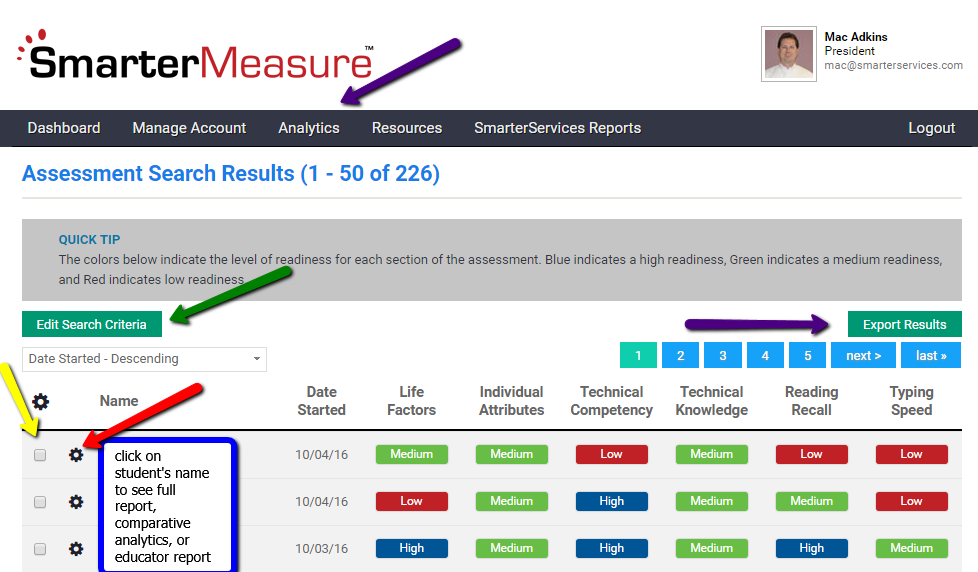 SmarterMeasure™
Mac Adkins
President
mac@smarterservices.com
Dashboard Manage Account Analytics Resources SmarterServices Reports Logout
Assessment Search Results (1 - 50 of 226)
QUICK TIP
The colors below indicate the level of readiness for each section of the assessment. Blue indicates a high readiness, Green indicates a medium readiness,
and Red indicates low readiness.
Edit Search Criteria
Export Results
Date Started - Descending
1 2 3 4 5 next > last »
Name
Date Started
Life Factors
Individual Attributes
Technical Competency
Technical Knowledge
Reading Recall
Typing Speed
click on
student's name
to see full
report,
comparative
analytics, or
educator report
10/04/16 Medium Medium Low Medium Low Low
10/04/16 Low Medium High Medium Medium Low
10/03/16 High Medium High Medium High Medium